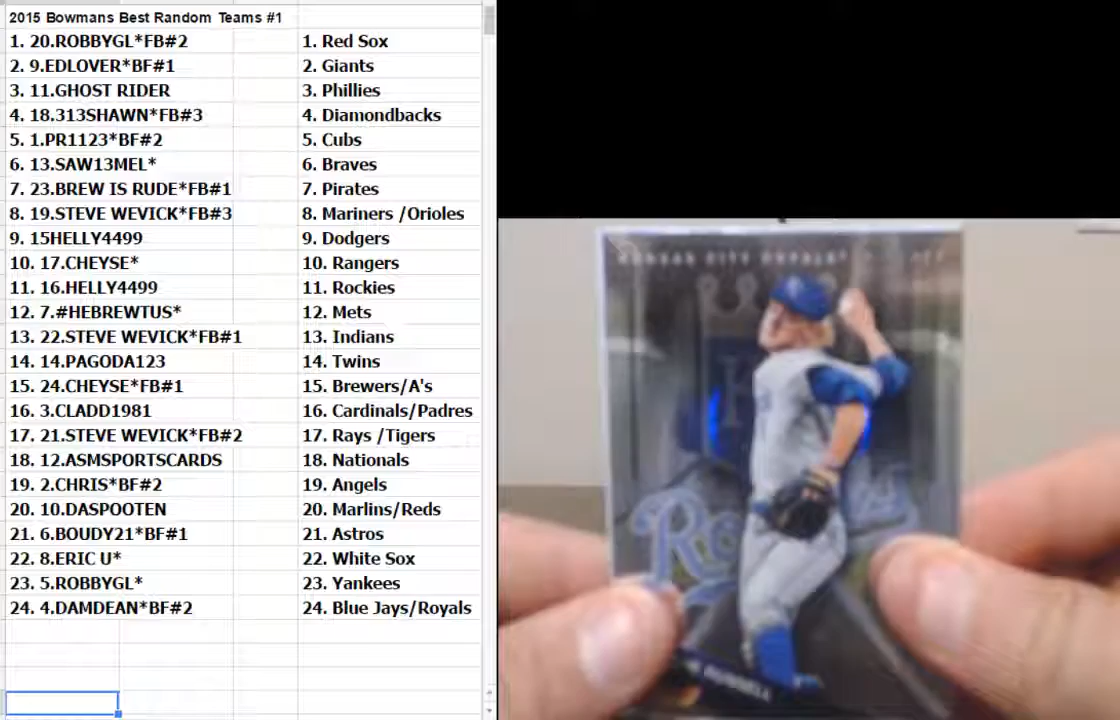 2015 Bowmans Best Random Teams #1
1. 20.ROBBYGL*FB#2 1. Red Sox
2. 9.EDLOVER*BF#1 2. Giants
3. 11.GHOST RIDER 3. Phillies
4. 18.313SHAWN*FB#3 4. Diamondbacks
5. 1.PR1123*BF#2 5. Cubs
6. 13.SAW13MEL* 6. Braves
7. 23.BREW IS RUDE*FB#1 7. Pirates
8. 19.STEVE WEVICK*FB#3 8. Mariners /Orioles
9. 15HELLY4499 9. Dodgers
10. 17.CHEYSE* 10. Rangers
11. 16.HELLY4499 11. Rockies
12. 7.#HEBREWTUS* 12. Mets
13. 22.STEVE WEVICK*FB#1 13. Indians
14. 14.PAGODA123 14. Twins
15. 24.CHEYSE*FB#1 15. Brewers/A's
16. 3.CLADD1981 16. Cardinals/Padres
17. 21.STEVE WEVICK*FB#2 17. Rays /Tigers
18. 12.ASMSPORTSCARDS 18. Nationals
19. 2.CHRIS*BF#2 19. Angels
20. 10.DASPOOTEN 20. Marlins/Reds
21. 6.BOUDY21*BF#1 21. Astros
22. 8.ERIC U* 22. White Sox
23. 5.ROBBYGL* 23. Yankees
24. 4.DAMDEAN*BF#2 24. Blue Jays/Royals
KANSAS CITY ROYALS